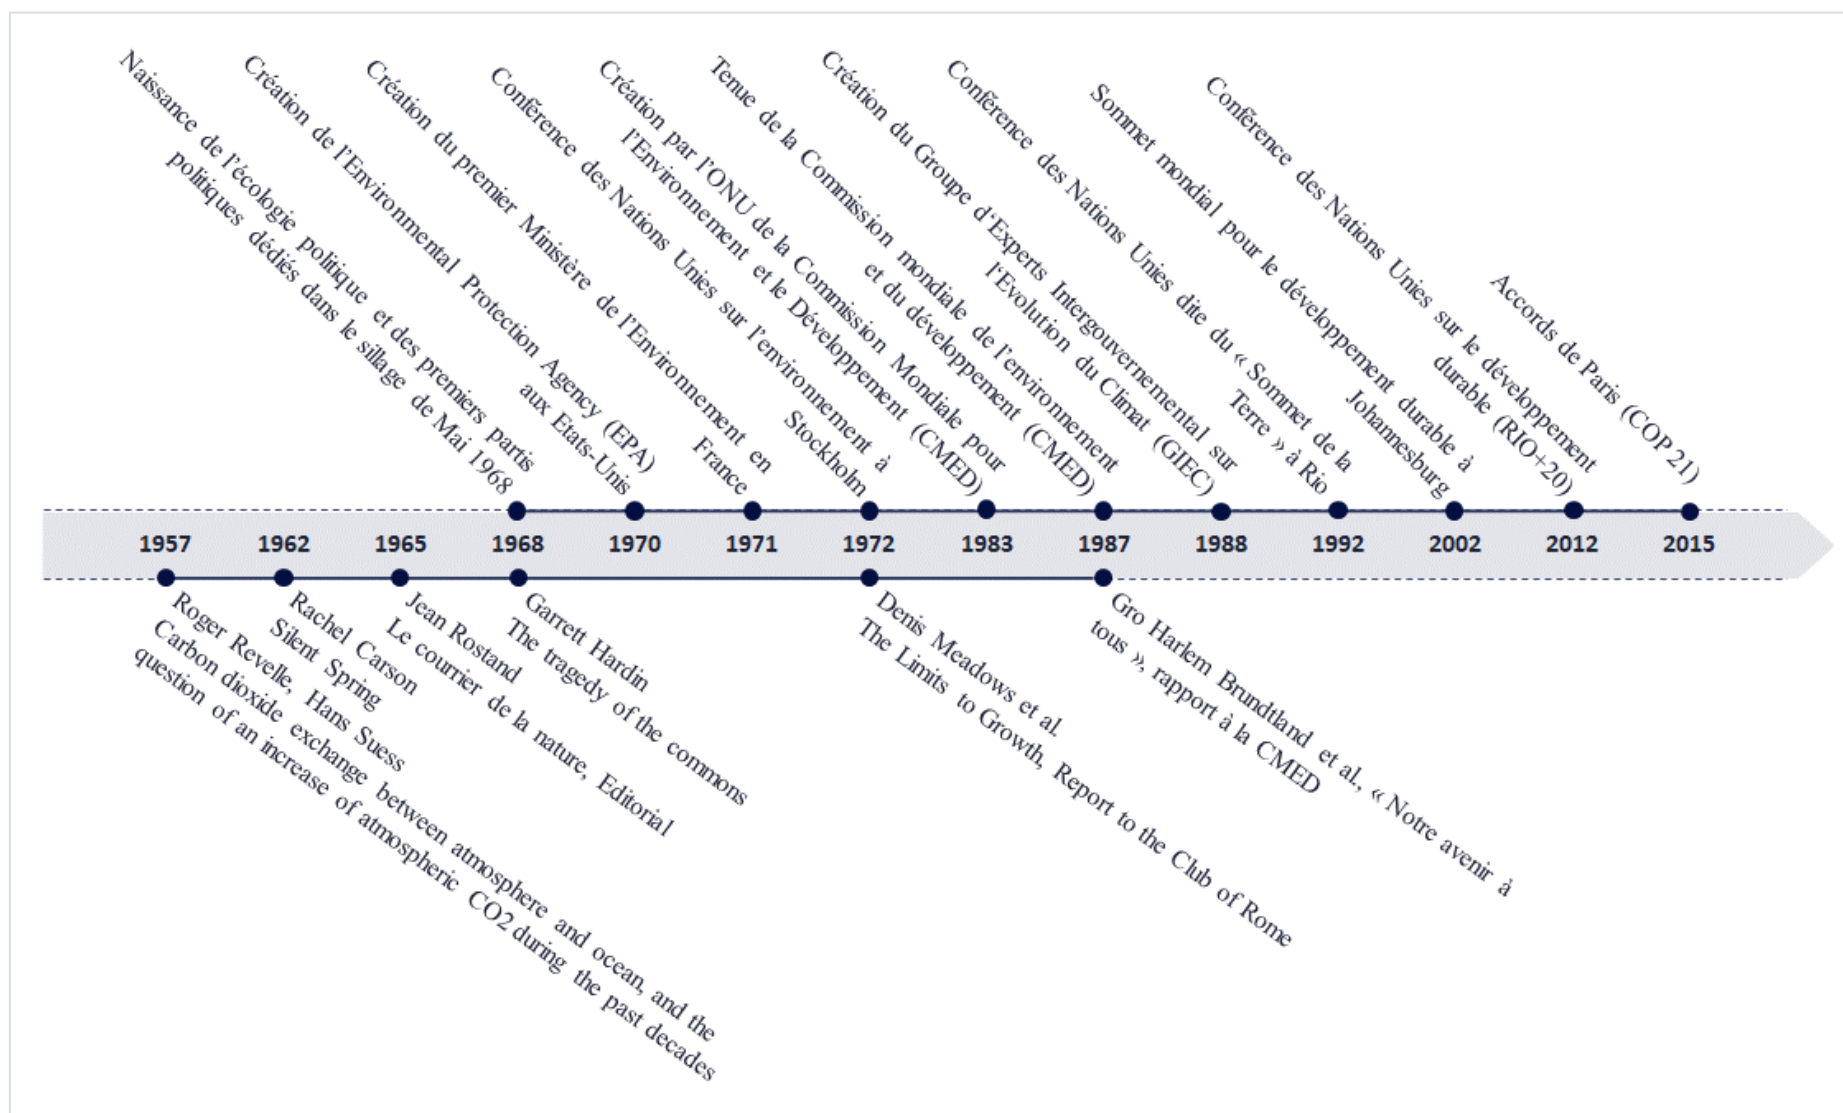 Naissance de l'écologie politique et des premiers partis
politiques dédiés dans le sillage de Mai 1968
Création de l'Environmental Protection Agency (EPA)
aux Etats-Unis
Création du premier Ministère de l'Environnement en
France
Conférence des Nations Unies sur l'environnement à
Stockholm
Création par l'ONU de la Commission Mondiale pour
l'Environnement et le Développement (CMED)
Tenue de la Commission mondiale de l'environnement
et du développement (CMED)
Création du Groupe d'Experts Intergouvernemental sur
l'Evolution du Climat (GIEC)
Conférence des Nations Unies dite du « Sommet de la
Terre » à Rio
Sommet mondial pour le développement durable à
Johannesburg
Conférence des Nations Unies sur le développement
durable (RIO+20)
Accords de Paris (COP 21)
1957 1962 1965 1968 1970 1971 1972 1983 1987 1988 1992 2002 2012 2015
Roger Revelle, Hans Suess
Carbon dioxide exchange between atmosphere and ocean, and the
question of an increase of atmospheric CO2 during the past decades
Rachel Carson
Silent Spring
Jean Rostand
Le courrier de la nature, Editorial
Garrett Hardin
The tragedy of the commons
Denis Meadows et al.
The Limits to Growth, Report to the Club of Rome
Gro Harlem Brundtland et al., « Notre avenir à
tous », rapport à la CMED